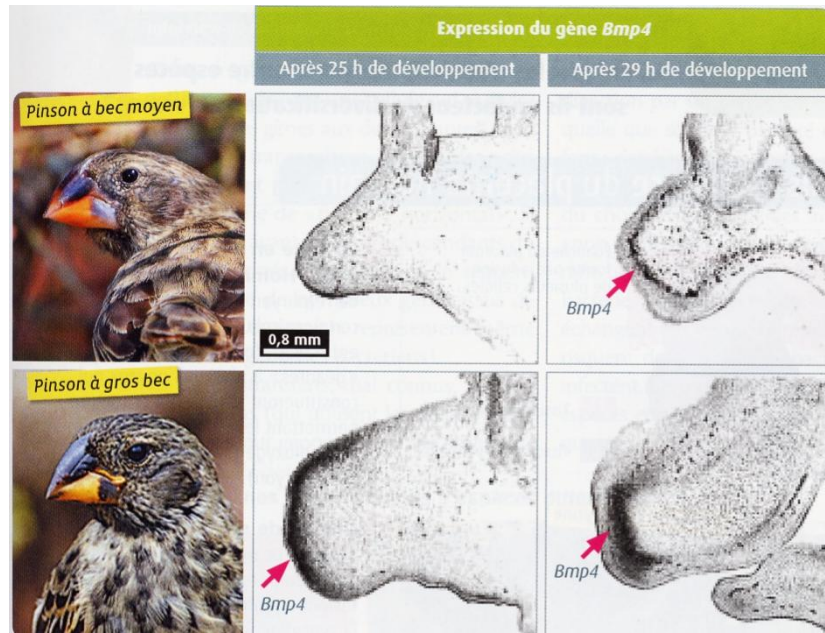 Expression du gène Bmp4
Après 25 h de développement
Après 29 h de développement
Pinson à bec moyen
Bmp4
0,8 mm
Pinson à gros bec
Bmp4
Bmp4